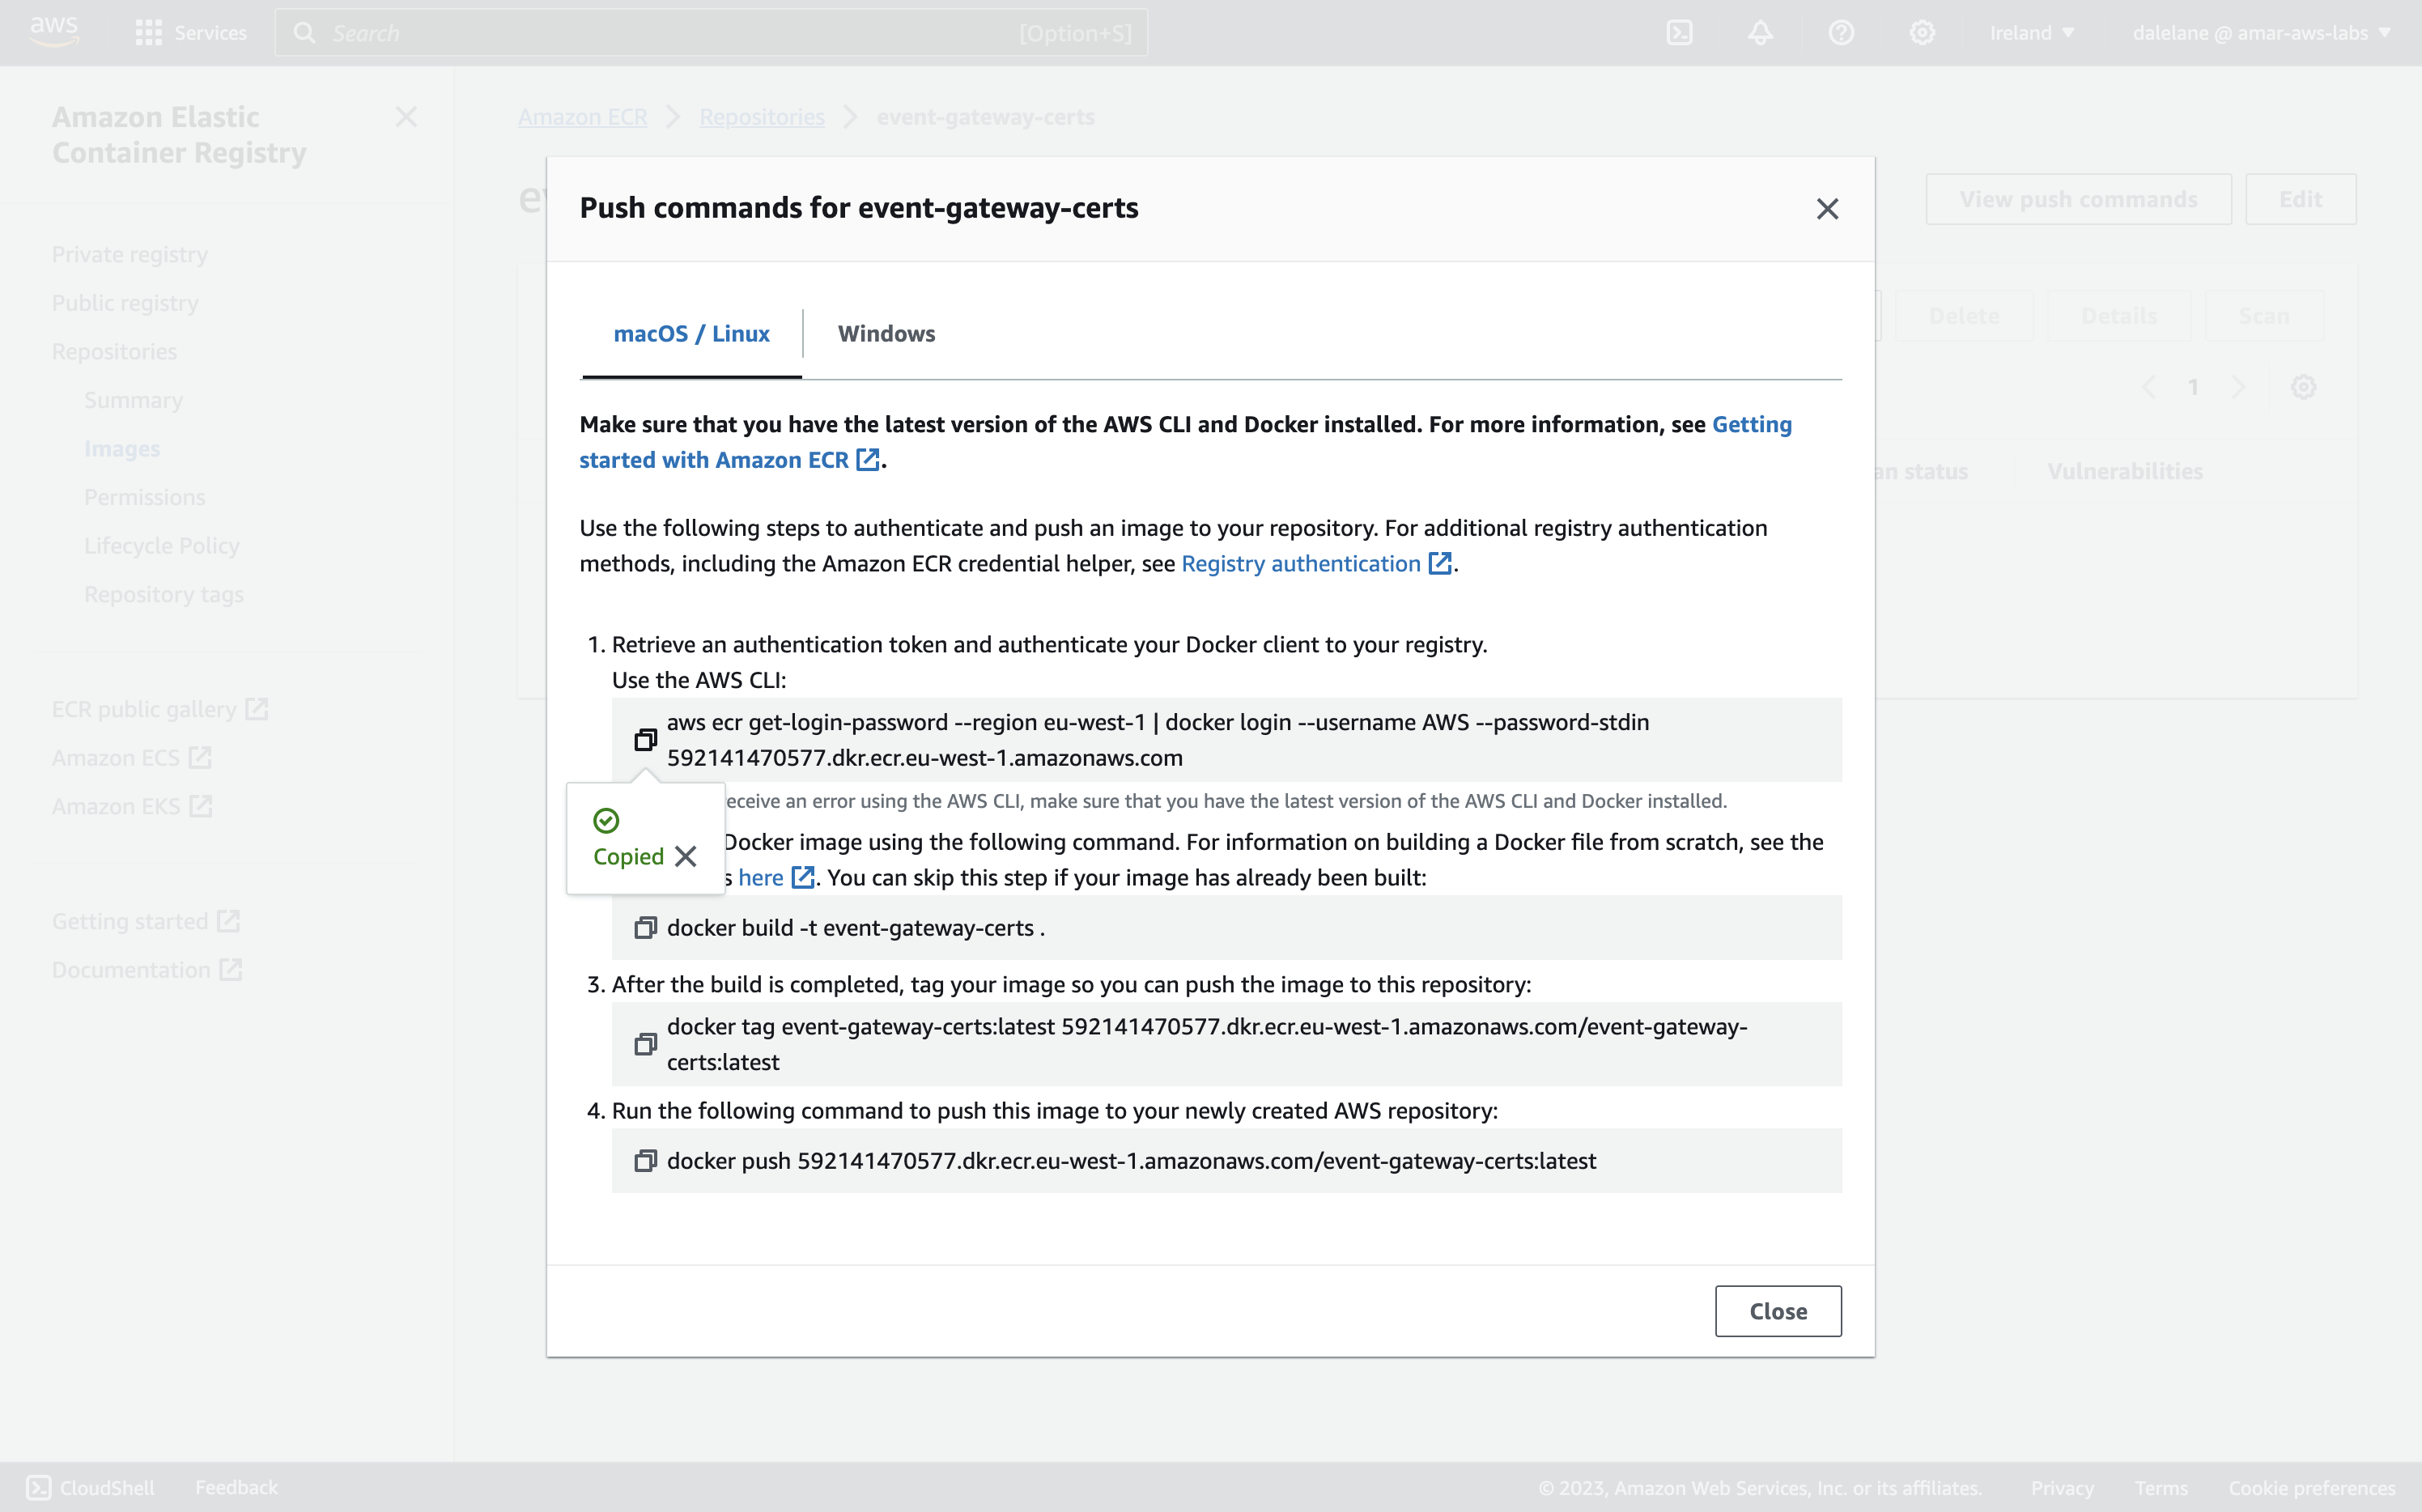 aws
Services
Search
[Option+S]
Ireland
dalelane @ amar-aws-labs
Amazon Elastic
Container Registry
Private registry
Public registry
Repositories
Summary
Images
Permissions
Lifecycle Policy
Repository tags
ECR public gallery
Amazon ECS
Amazon EKS
Getting started
Documentation
Amazon ECR
Repositories
event-gateway-certs
View push commands
Edit
Delete
Details
Scan
1
status
Vulnerabilities
Push commands for event-gateway-certs
macOS / Linux
Windows
Make sure that you have the latest version of the AWS CLI and Docker installed. For more information, see Getting
started with Amazon ECR.
Use the following steps to authenticate and push an image to your repository. For additional registry authentication
methods, including the Amazon ECR credential helper, see Registry authentication.
1. Retrieve an authentication token and authenticate your Docker client to your registry.
Use the AWS CLI:
aws ecr get-login-password --region eu-west-1 | docker login --username AWS --password-stdin
592141470577.dkr.ecr.eu-west-1.amazonaws.com
Copied
eceive an error using the AWS CLI, make sure that you have the latest version of the AWS CLI and Docker installed.
Docker image using the following command. For information on building a Docker file from scratch, see the
s here. You can skip this step if your image has already been built:
docker build -t event-gateway-certs .
3. After the build is completed, tag your image so you can push the image to this repository:
docker tag event-gateway-certs:latest 592141470577.dkr.ecr.eu-west-1.amazonaws.com/event-gateway-
certs:latest
4. Run the following command to push this image to your newly created AWS repository:
docker push 592141470577.dkr.ecr.eu-west-1.amazonaws.com/event-gateway-certs:latest
Close
CloudShell
Feedback
© 2023, Amazon Web Services, Inc. or its affiliates.
Privacy
Terms
Cookie preferences